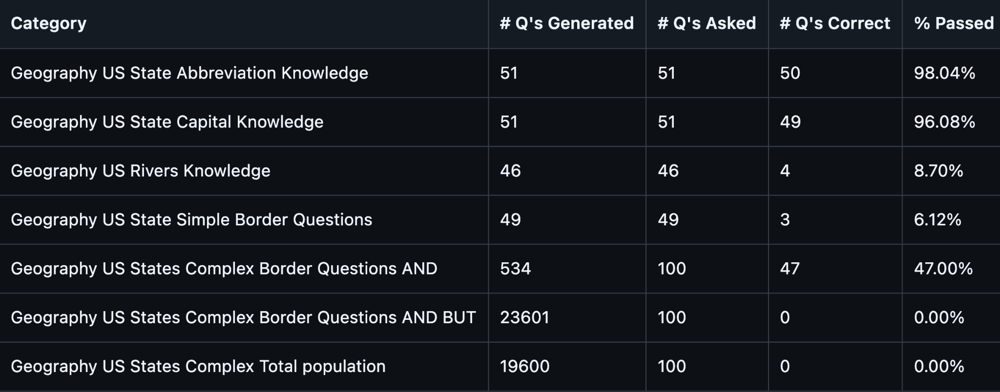 Category # Q's Generated # Q's Asked # Q's Correct % Passed
Geography US State Abbreviation Knowledge 51 51 50 98.04%
Geography US State Capital Knowledge 51 51 49 96.08%
Geography US Rivers Knowledge 46 46 4 8.70%
Geography US State Simple Border Questions 49 49 3 6.12%
Geography US States Complex Border Questions AND 534 100 47 47.00%
Geography US States Complex Border Questions AND BUT 23601 100 0 0.00%
Geography US States Complex Total population 19600 100 0 0.00%